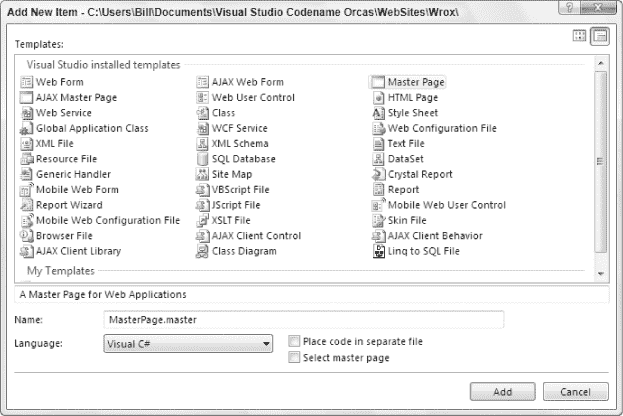 Add New Item - C:\Users\Bill\Documents\Visual Studio Codename Orcas\WebSites\Wrox\
Templates:
Visual Studio installed templates
Web Form AJAX Web Form Master Page
AJAX Master Page Web User Control HTML Page
Web Service Class Style Sheet
Global Application Class WCF Service Web Configuration File
XML File XML Schema Text File
Resource File SQL Database DataSet
Generic Handler Site Map Crystal Report
Mobile Web Form VBScript File Report
Report Wizard JScript File Mobile Web User Control
Mobile Web Configuration File XSLT File Skin File
Browser File AJAX Client Control AJAX Client Behavior
AJAX Client Library Class Diagram Linq to SQL File
My Templates
A Master Page for Web Applications
Name: MasterPage.master
Language: Visual C# Place code in separate file
Select master page
Add Cancel